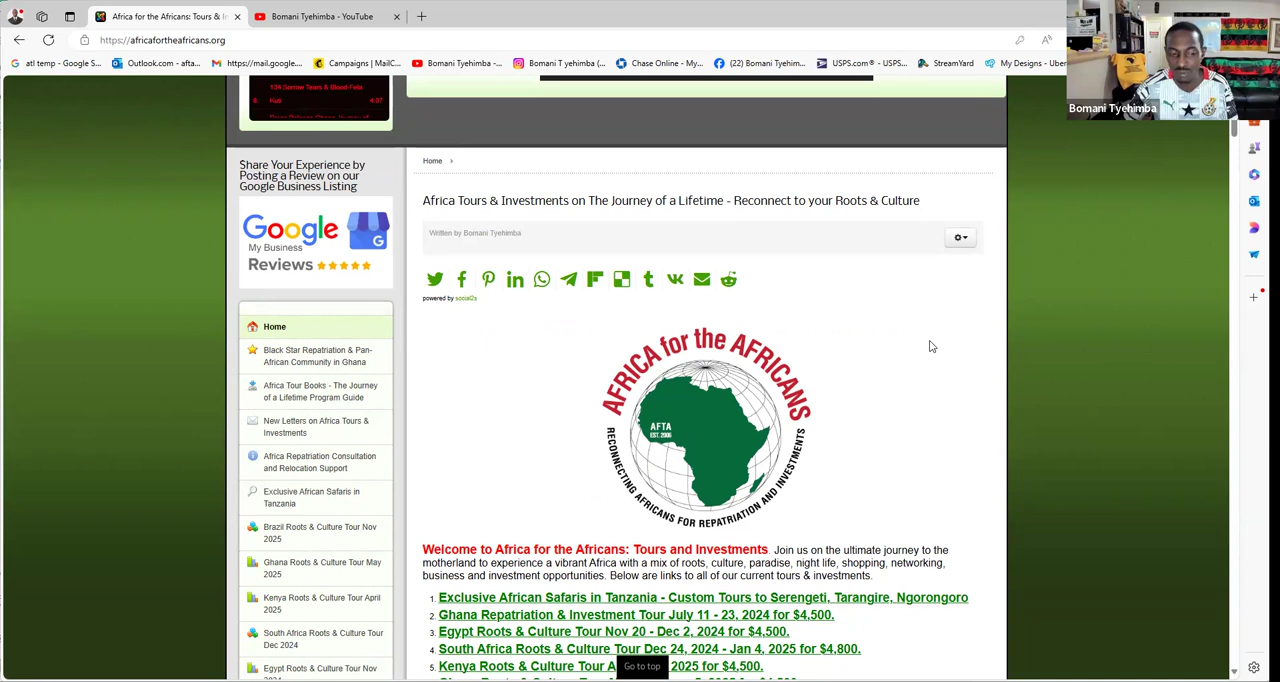 Africa for the Africans: Tours & In
Bomani Tyehimba - YouTube
https://africafortheafricans.org
atl temp - Google S...
Outlook.com - afta...
https://mail.google...
Campaigns | MailC...
Bomani Tyehimba -...
Bomani T yehimba (...
Chase Online - My...
(22) Bomani Tyehim...
USPS.com® - USPS...
StreamYard
My Designs - Uber
Bomani Tyehimba
134 Sorrow Tears & Blood-Fela
Kuti
4:07
Share Your Experience by
Posting a Review on our
Google Business Listing
Google
My Business
Reviews
Home
Black Star Repatriation & Pan-
African Community in Ghana
Africa Tour Books - The Journey
of a Lifetime Program Guide
New Letters on Africa Tours &
Investments
Africa Repatriation Consultation
and Relocation Support
Exclusive African Safaris in
Tanzania
Brazil Roots & Culture Tour Nov
2025
Ghana Roots & Culture Tour May
2025
Kenya Roots & Culture Tour April
2025
South Africa Roots & Culture Tour
Dec 2024
Egypt Roots & Culture Tour Nov
Home
Africa Tours & Investments on The Journey of a Lifetime - Reconnect to your Roots & Culture
Written by Bomani Tyehimba
powered by social2s
AFRICA for the AFRICANS
AFTA
EST. 2006
RECONNECTING AFRICANS FOR REPATRIATION AND INVESTMENTS
Welcome to Africa for the Africans: Tours and Investments. Join us on the ultimate journey to the
motherland to experience a vibrant Africa with a mix of roots, culture, paradise, night life, shopping, networking,
business and investment opportunities. Below are links to all of our current tours & investments.
1. Exclusive African Safaris in Tanzania - Custom Tours to Serengeti, Tarangire, Ngorongoro
2. Ghana Repatriation & Investment Tour July 11 - 23, 2024 for $4,500.
3. Egypt Roots & Culture Tour Nov 20 - Dec 2, 2024 for $4,500.
4. South Africa Roots & Culture Tour Dec 24, 2024 - Jan 4, 2025 for $4,800.
5. Kenya Roots & Culture Tour A 2025 for $4,500.
Go to top